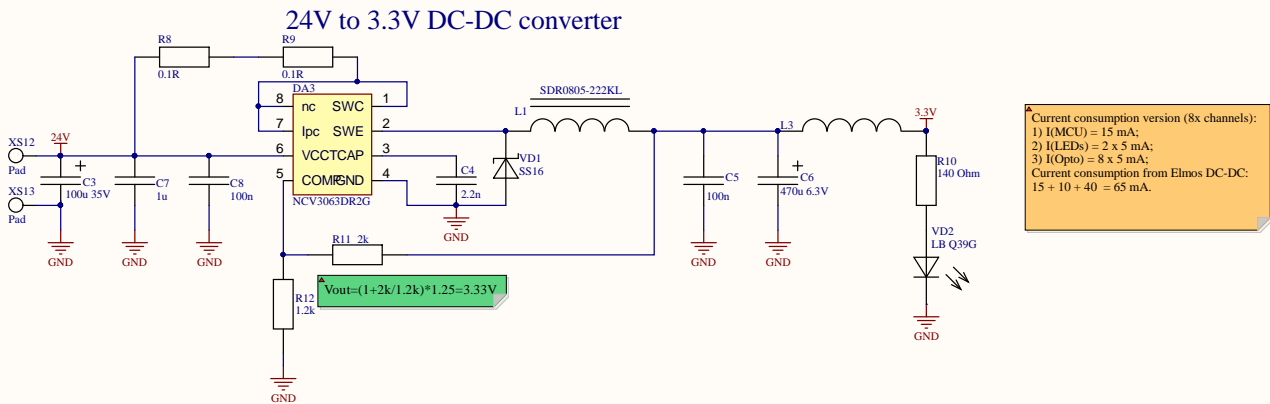 24V to 3.3V DC-DC converter
R8
0.1R
R9
0.1R
DA3
8 nc SWC 1
7 Ipc SWE 2
6 VCC TCAP 3
5 COMP GND 4
NCV3063DR2G
XS12
Pad
XS13
Pad
24V
C3
100u 35V
C7
1u
C8
100n
GND
GND
GND
C4
2.2n
GND
VD1
SS16
L1
SDR0805-222KL
C5
100n
GND
C6
470u 6.3V
GND
L3
3.3V
R10
140 Ohm
VD2
LB Q39G
GND
R11 2k
R12
1.2k
GND
Vout=(1+2k/1.2k)*1.25=3.33V
Current consumption version (8x channels):
1) I(MCU) = 15 mA;
2) I(LEDs) = 2 x 5 mA;
3) I(Opto) = 8 x 5 mA;
Current consumption from Elmos DC-DC:
15 + 10 + 40 = 65 mA.